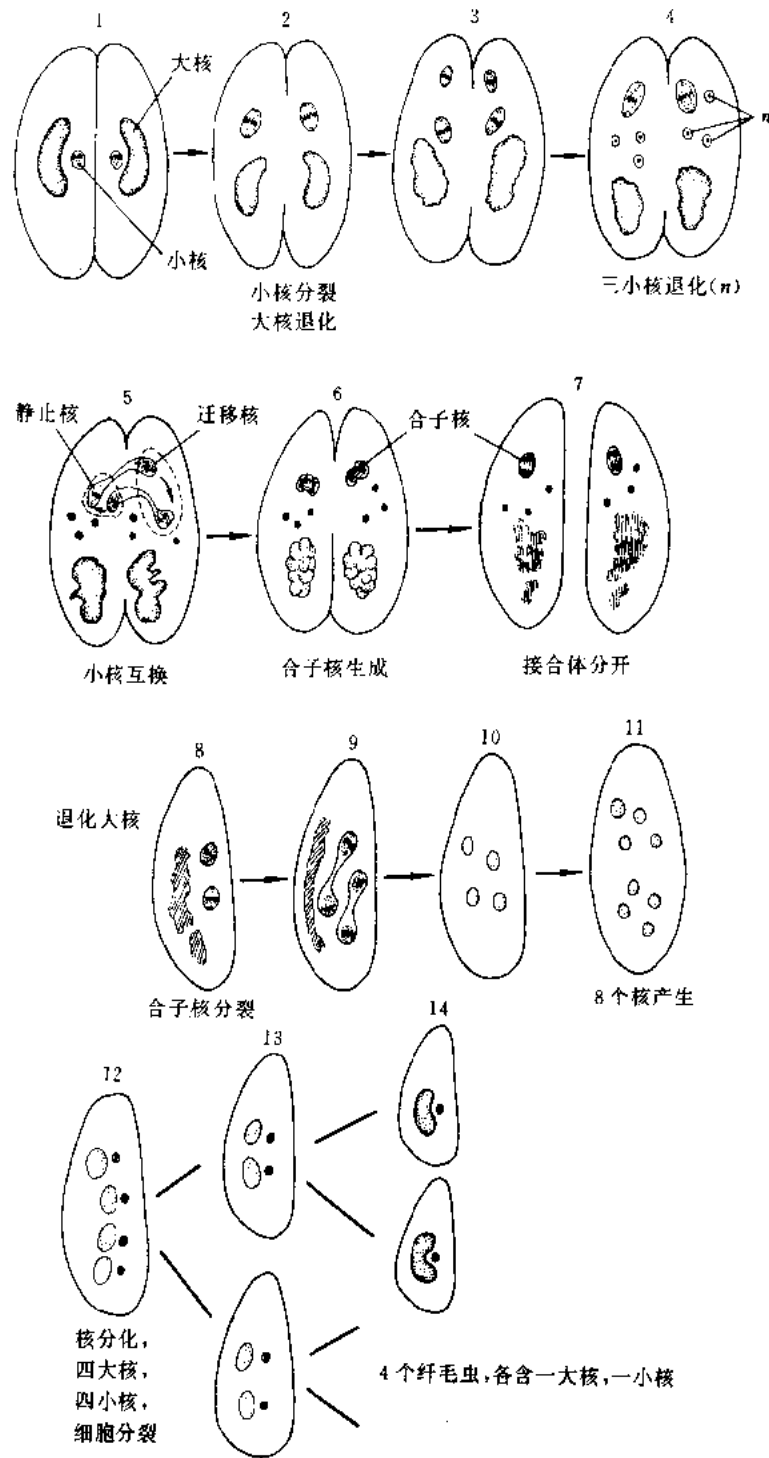 1
2
3
4
大核
n
小核
小核分裂
大核退化
三小核退化(n)
5
6
7
静止核
迁移核
合子核
小核互换
合子核生成
接合体分开
8
9
10
11
退化大核
合子核分裂
8个核产生
12
13
14
核分化,
四大核,
四小核,
细胞分裂
4个纤毛虫,各含一大核,一小核